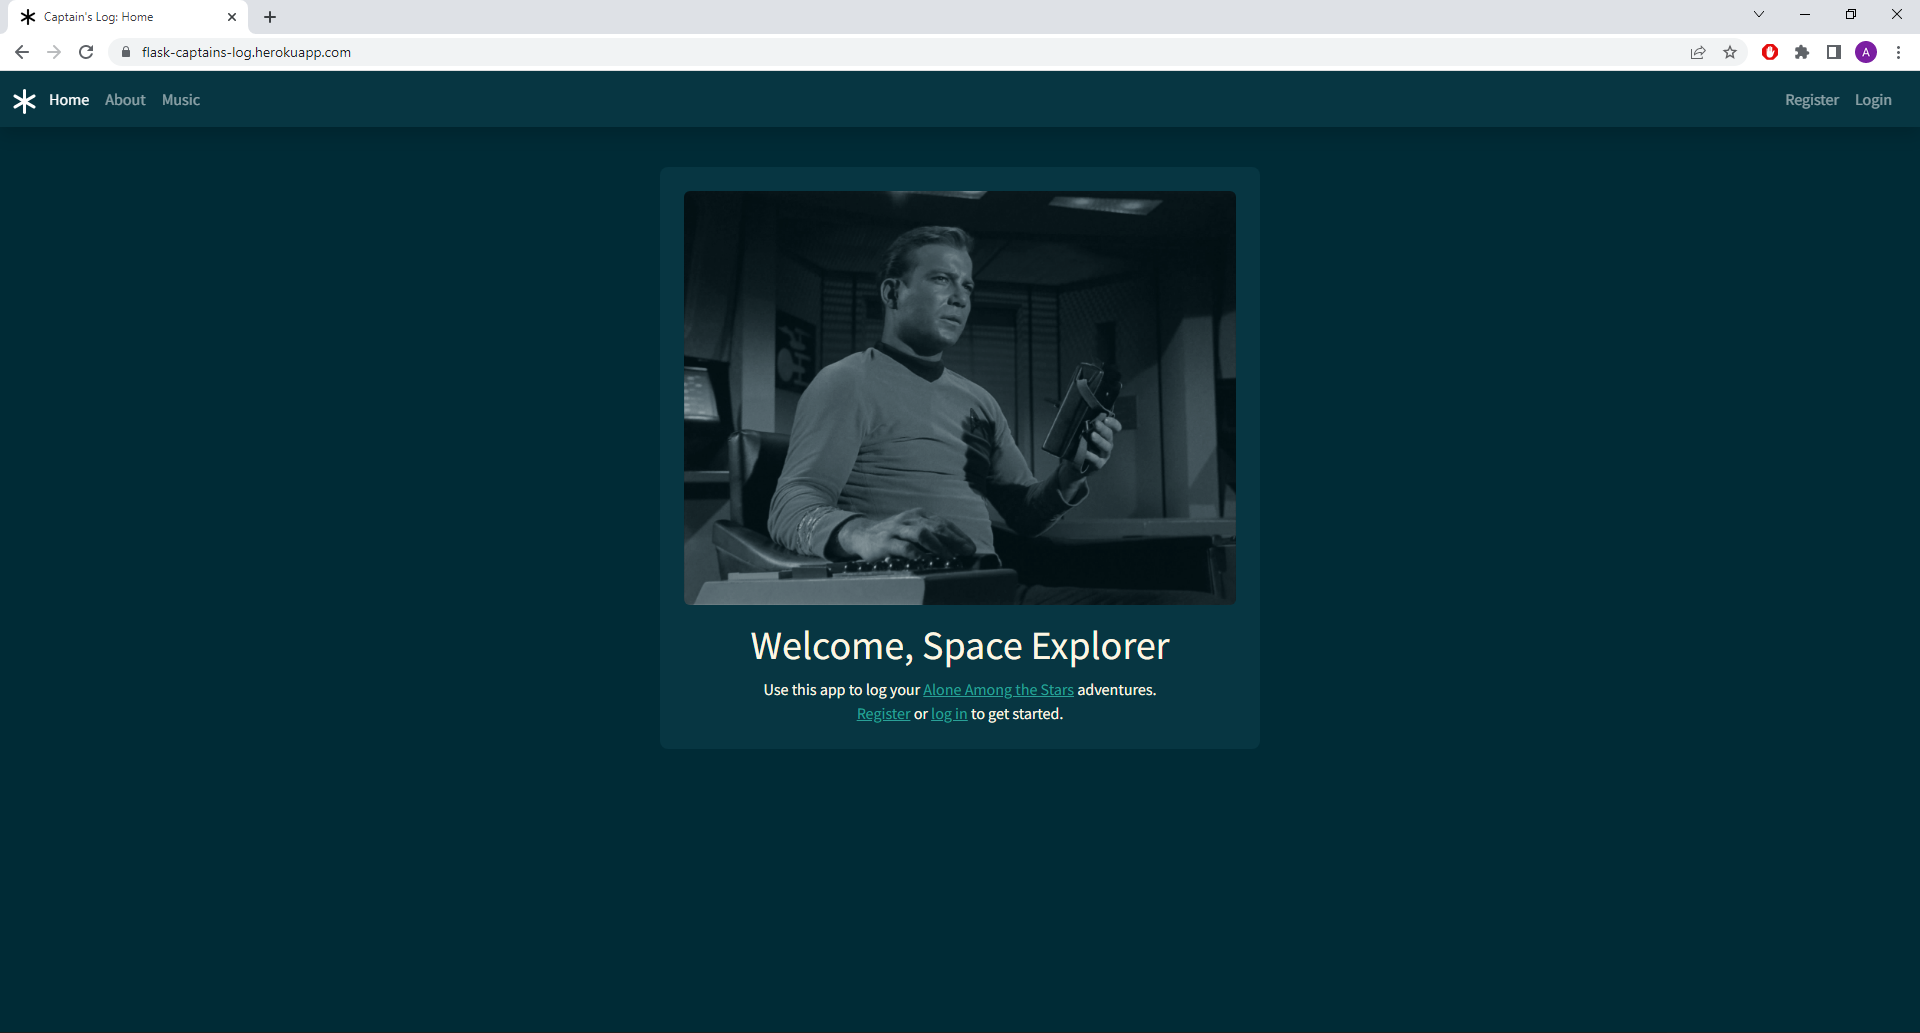 Captain's Log: Home
flask-captains-log.herokuapp.com
A
Home About Music Register Login
Welcome, Space Explorer
Use this app to log your Alone Among the Stars adventures.
Register or log in to get started.